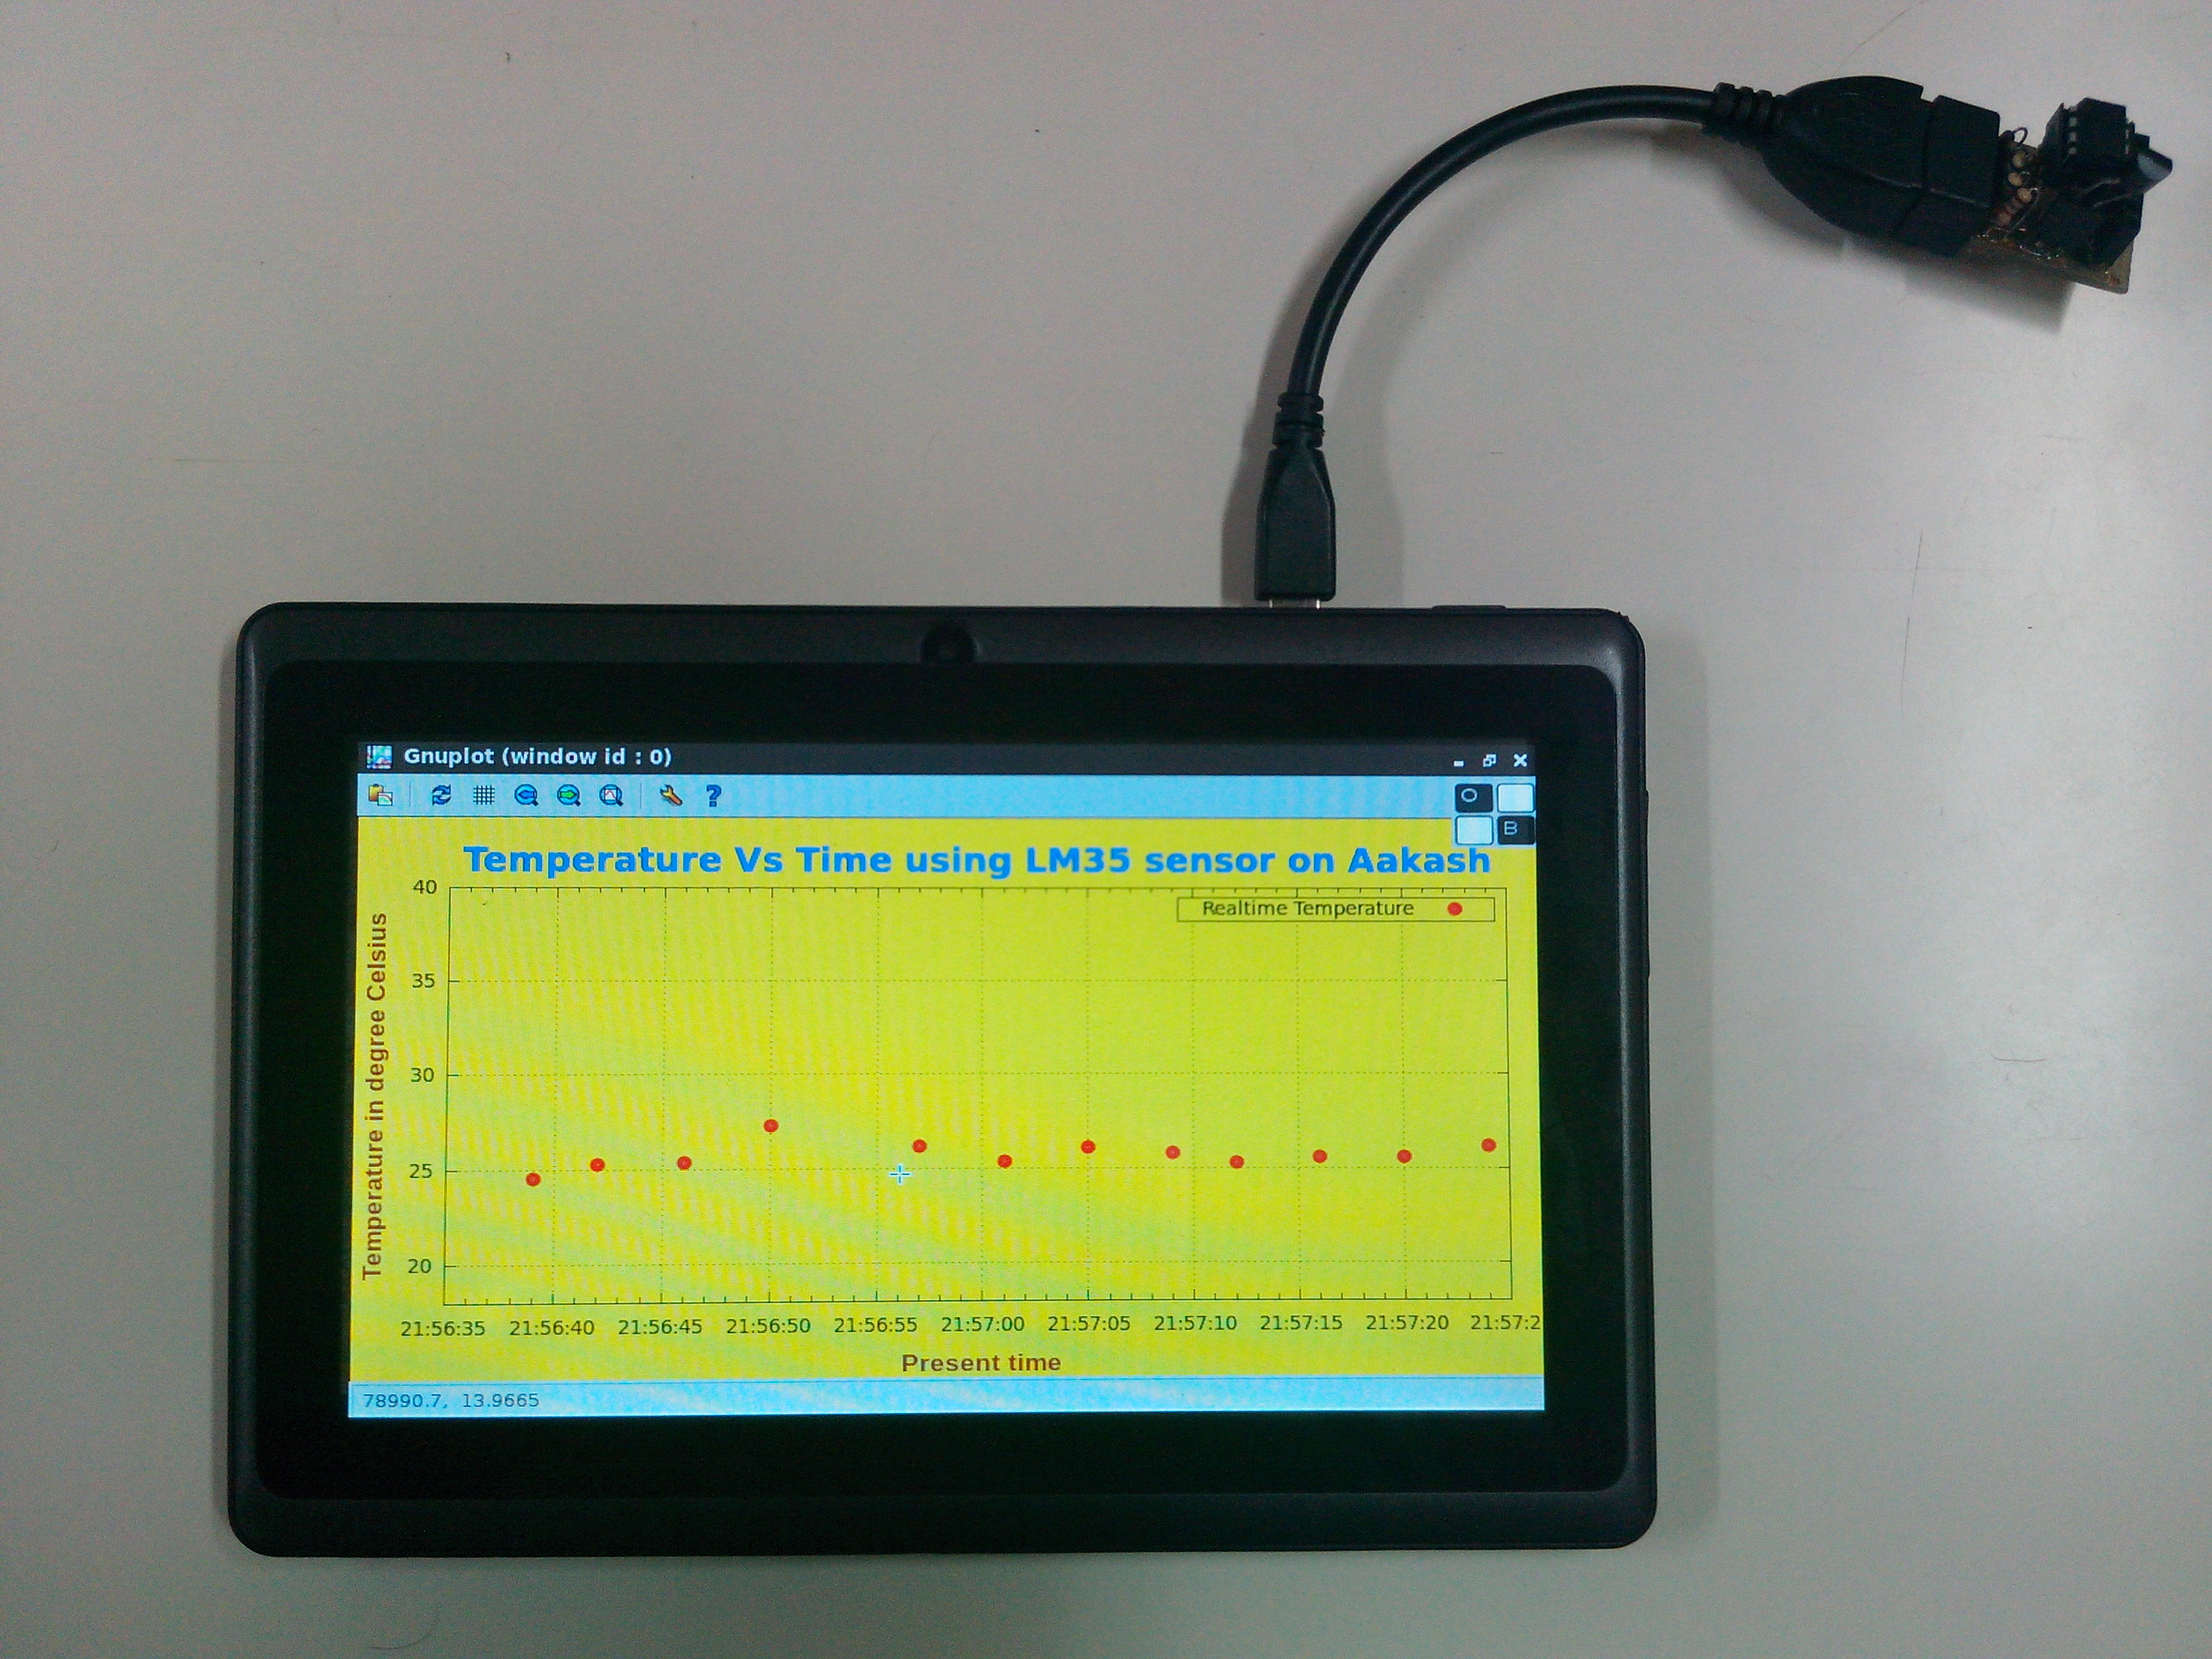 Gnuplot (window id : 0)
?
O
B
Temperature Vs Time using LM35 sensor on Aakash
Realtime Temperature
Temperature in degree Celsius
40
35
30
25
20
21:56:35 21:56:40 21:56:45 21:56:50 21:56:55 21:57:00 21:57:05 21:57:10 21:57:15 21:57:20 21:57:2
Present time
78990.7, 13.9665